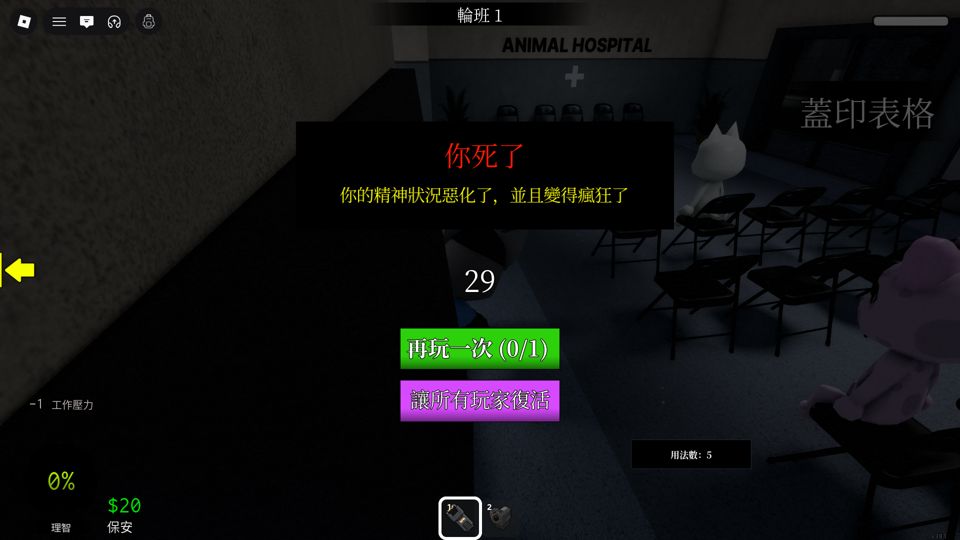 輪班 1
ANIMAL HOSPITAL
蓋印表格
你死了
你的精神狀況惡化了，並且變得瘋狂了
29
再玩一次 (0/1)
讓所有玩家復活
-1 工作壓力
用法數: 5
0%
$20
理智
保安
1
2